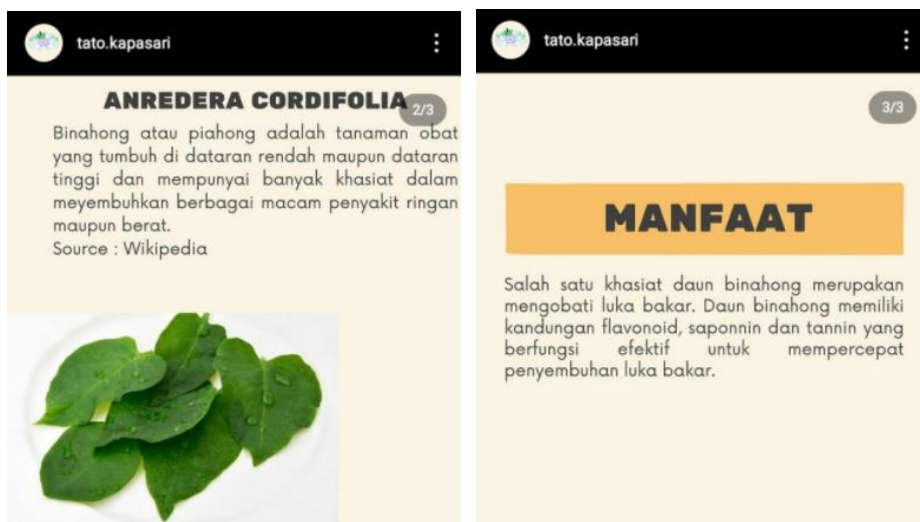 tato.kapasari
ANREDERA CORDIFOLIA
2/3
Binahong atau piahong adalah tanaman obat
yang tumbuh di dataran rendah maupun dataran
tinggi dan mempunyai banyak khasiat dalam
meyembuhkan berbagai macam penyakit ringan
maupun berat.
Source : Wikipedia
tato.kapasari
3/3
MANFAAT
Salah satu khasiat daun binahong merupakan
mengobati luka bakar. Daun binahong memiliki
kandungan flavonoid, saponnin dan tannin yang
berfungsi efektif untuk mempercepat
penyembuhan luka bakar.